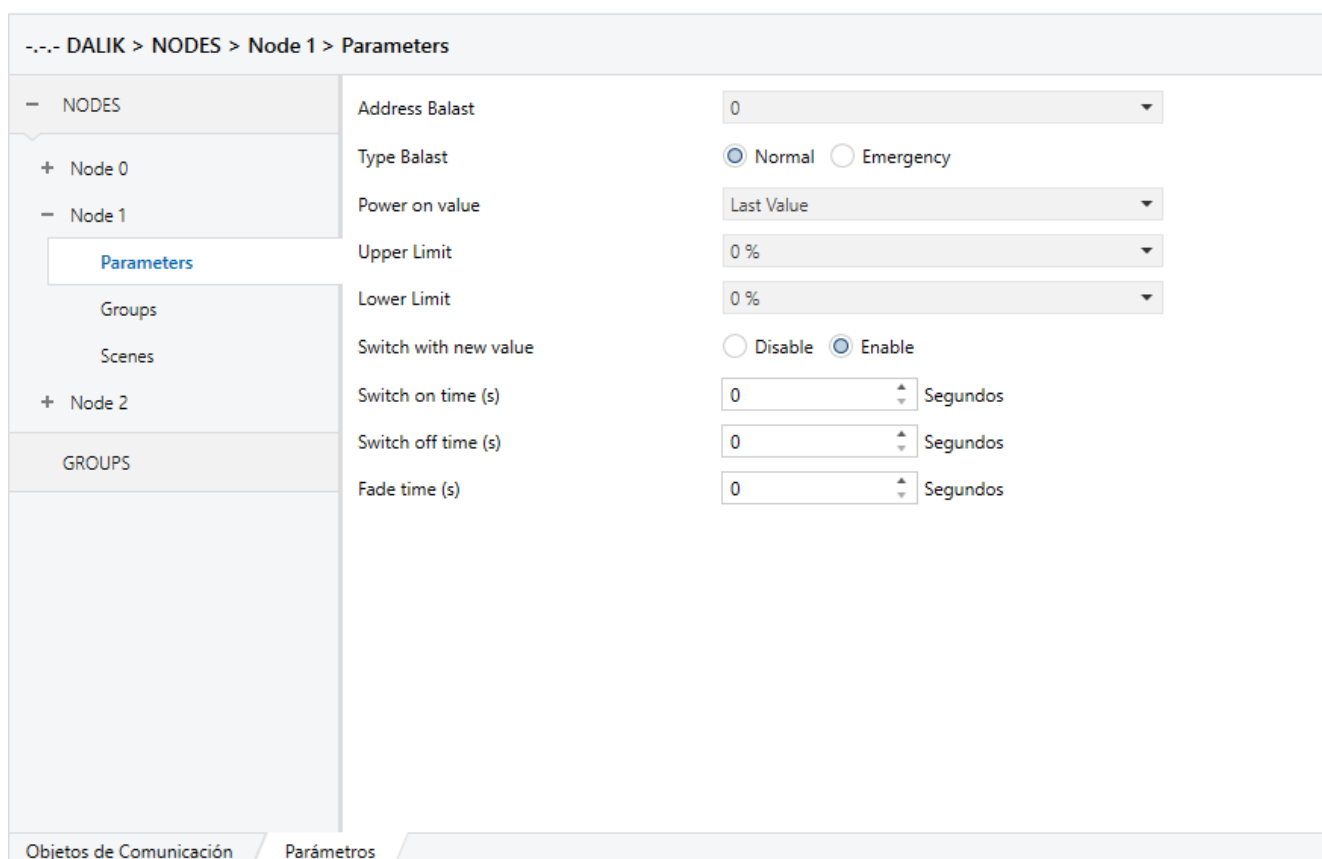 -.-.- DALIK > NODES > Node 1 > Parameters
NODES
Node 0
Node 1
Parameters
Groups
Scenes
Node 2
GROUPS
Address Balast 0
Type Balast Normal Emergency
Power on value Last Value
Upper Limit 0 %
Lower Limit 0 %
Switch with new value Disable Enable
Switch on time (s) 0 Segundos
Switch off time (s) 0 Segundos
Fade time (s) 0 Segundos
Objetos de Comunicación Parámetros